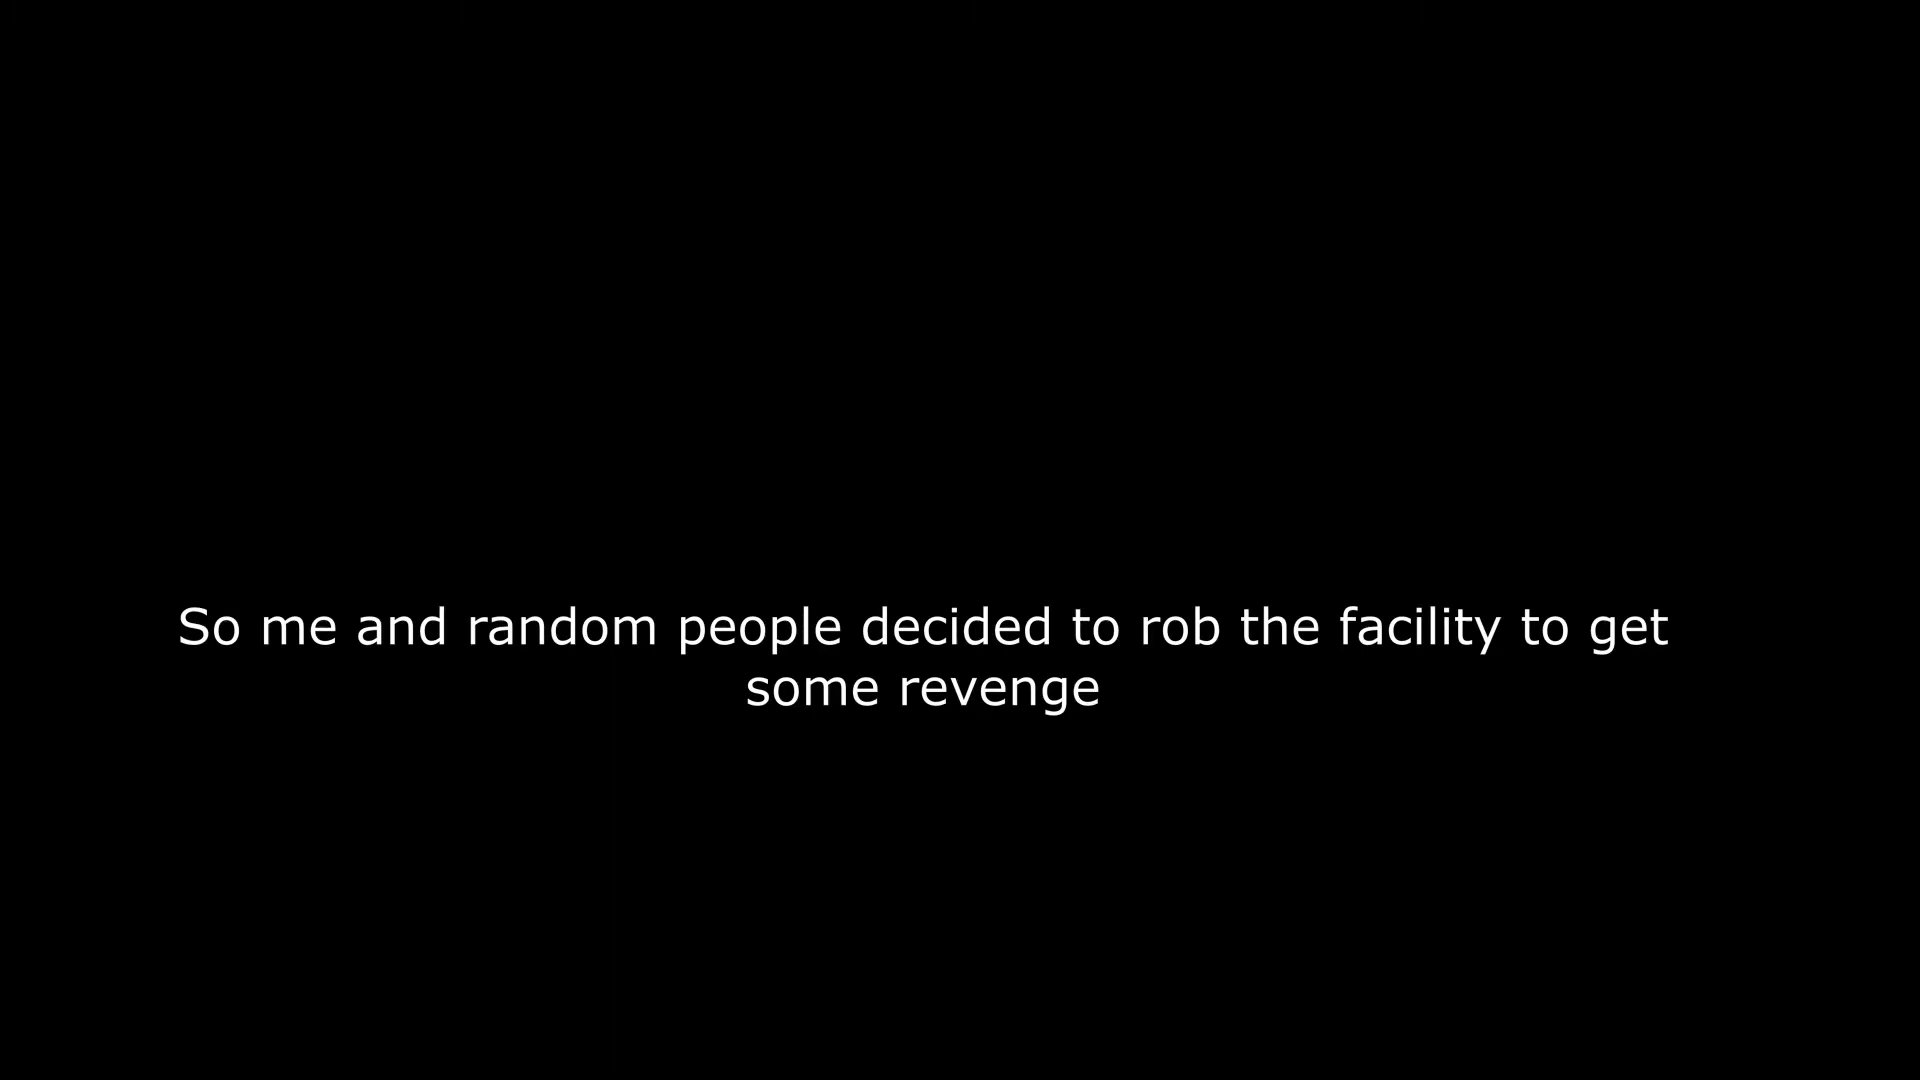 So me and random people decided to rob the facility to get
some revenge